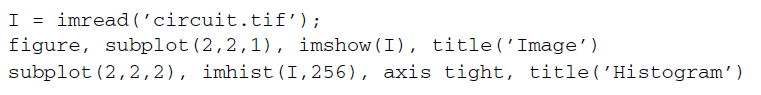 I = imread(’circuit.tif’);
figure, subplot(2,2,1), imshow(I), title(’Image’)
subplot(2,2,2), imhist(I,256), axis tight, title(’Histogram’)